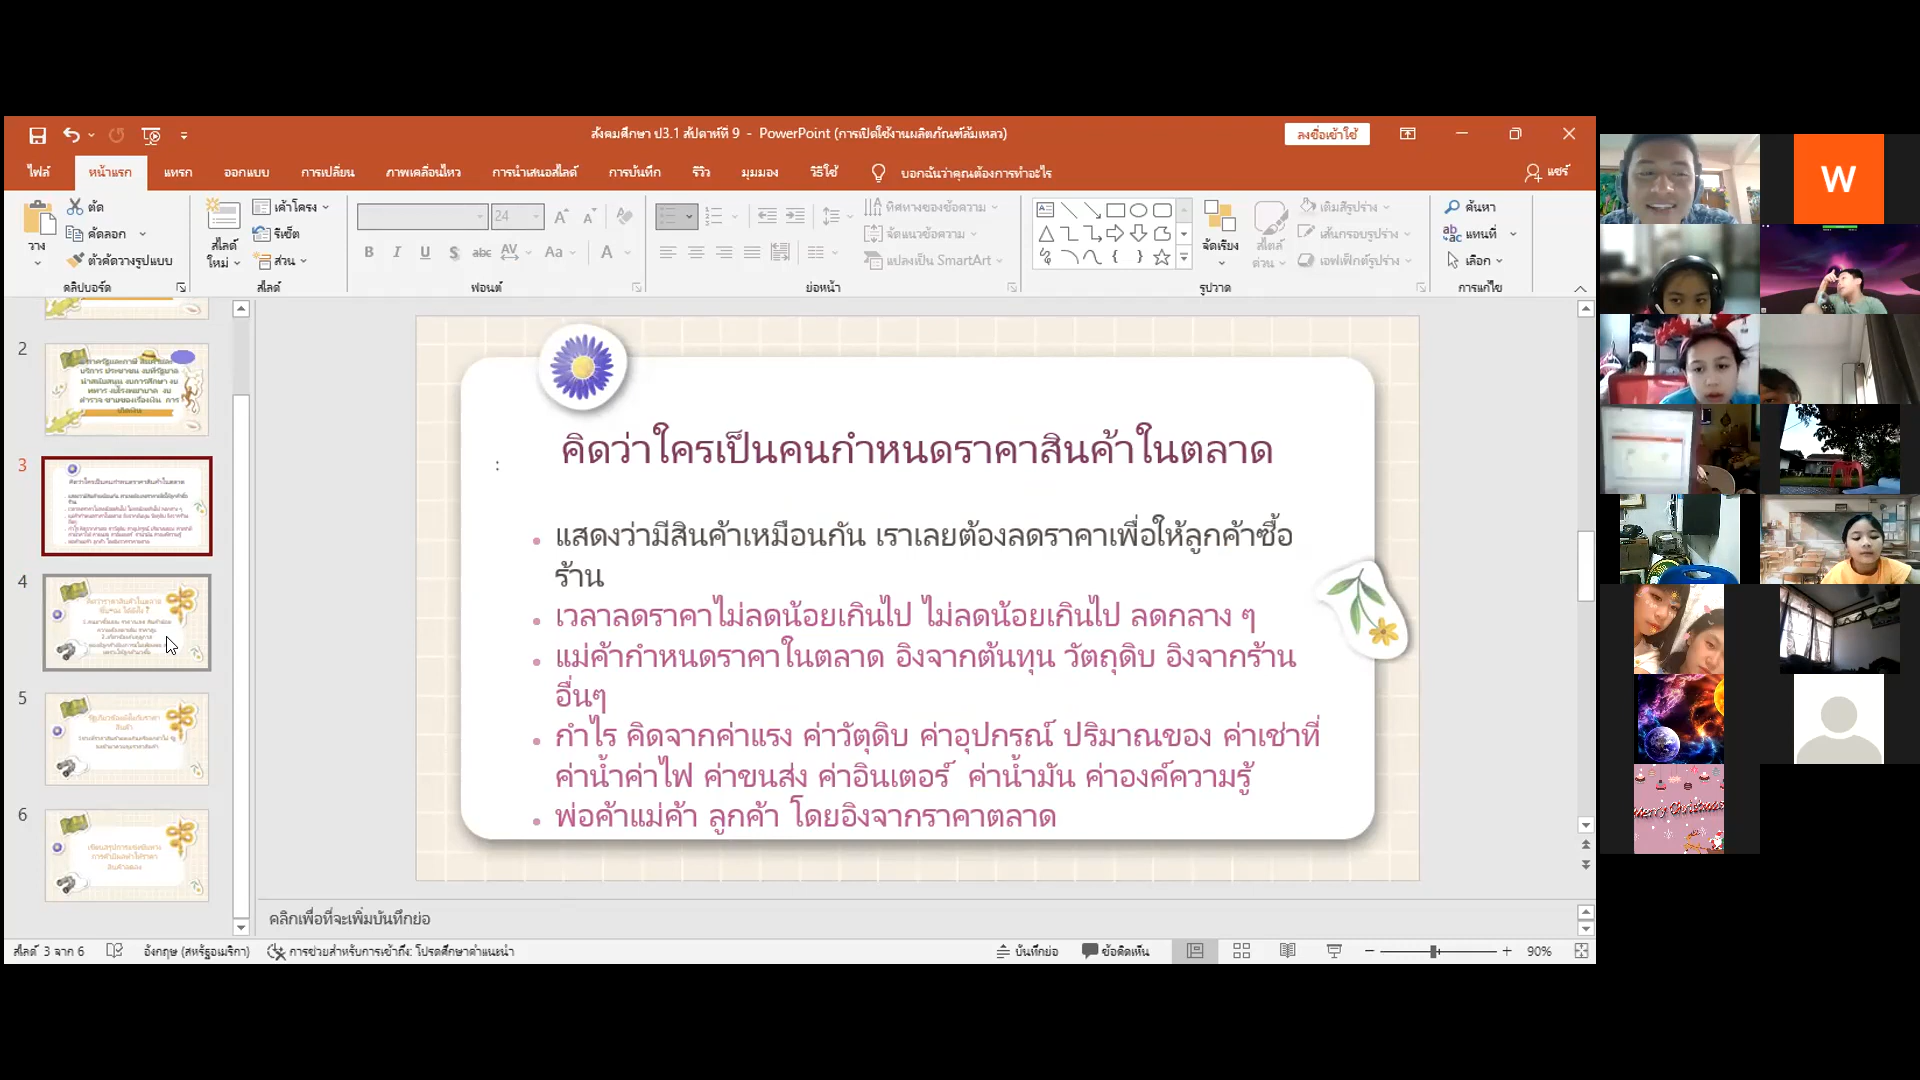 สังคมศึกษา ป3.1 สัปดาห์ที่ 9 - PowerPoint (การเปิดใช้งานผลิตภัณฑ์ล้มเหลว)
ลงชื่อเข้าใช้
ไฟล์ หน้าแรก แทรก ออกแบบ การเปลี่ยน ภาพเคลื่อนไหว การนำเสนอสไลด์ การบันทึก รีวิว มุมมอง วิธีใช้ บอกฉันว่าคุณต้องการทำอะไร แชร์
วาง
ตัด
คัดลอก
ตัวคัดวางรูปแบบ
คลิปบอร์ด
สไลด์
ใหม่
เค้าโครง
รีเซ็ต
ส่วน
สไลด์
24
ฟอนต์
ทิศทางของข้อความ
จัดแนวข้อความ
แปลงเป็น SmartArt
ย่อหน้า
จัดเรียง
สไตล์
ด่วน
เติมสีรูปร่าง
เส้นกรอบรูปร่าง
เอฟเฟ็กต์รูปร่าง
รูปวาด
ค้นหา
แทนที่
เลือก
การแก้ไข
2
3
4
5
6
คิดว่าใครเป็นคนกำหนดราคาสินค้าในตลาด
:
• แสดงว่ามีสินค้าเหมือนกัน เราเลยต้องลดราคาเพื่อให้ลูกค้าซื้อ
ร้าน
• เวลาลดราคาไม่ลดน้อยเกินไป ไม่ลดน้อยเกินไป ลดกลาง ๆ
• แม่ค้ากำหนดราคาในตลาด อิงจากต้นทุน วัตถุดิบ อิงจากร้าน
อื่นๆ
• กำไร คิดจากค่าแรง ค่าวัตุดิบ ค่าอุปกรณ์ ปริมาณของ ค่าเช่าที่
ค่าน้ำค่าไฟ ค่าขนส่ง ค่าอินเตอร์์ ค่าน้ำมัน ค่าองค์ความรู้
• พ่อค้าแม่ค้า ลูกค้า โดยอิงจากราคาตลาด
คลิกเพื่อที่จะเพิ่มบันทึกย่อ
สไลด์ 3 จาก 6 อังกฤษ (สหรัฐอเมริกา) การช่วยสำหรับการเข้าถึง: โปรดศึกษาคำแนะนำ บันทึกย่อ ข้อคิดเห็น 90%
W
Merry Christmas